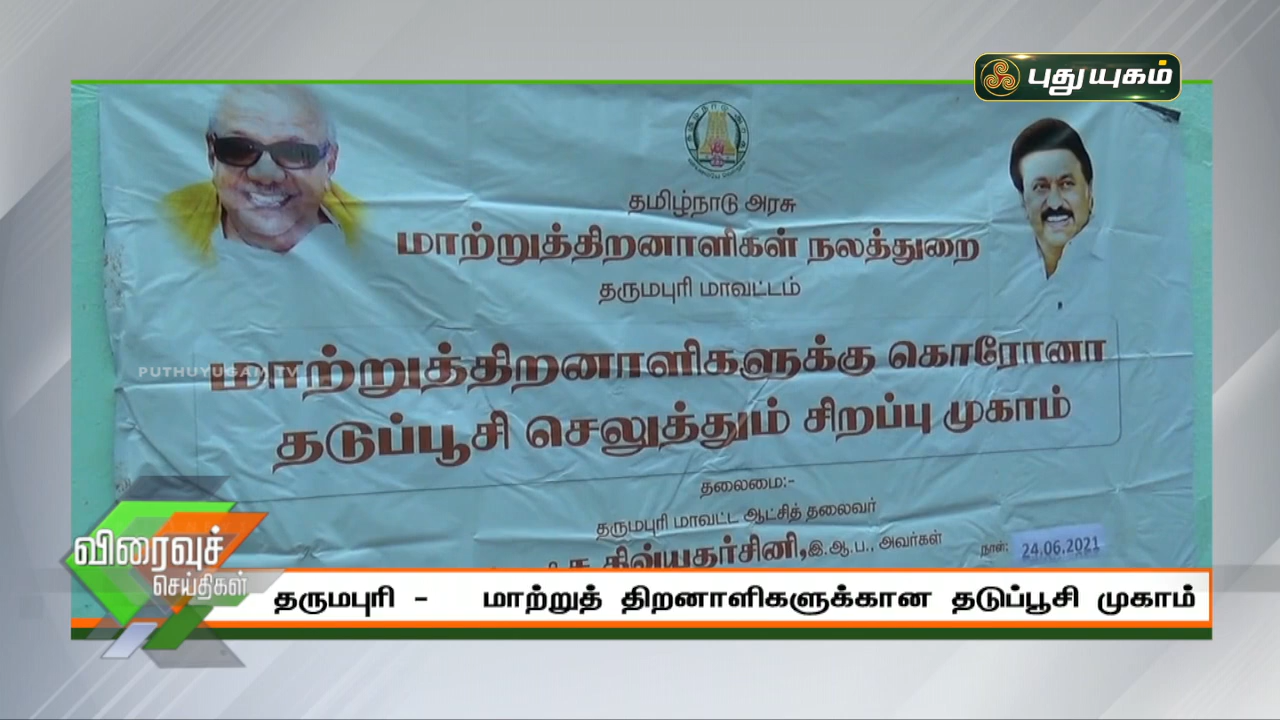 புதுயுகம்
தமிழ்நாடு அரசு
மாற்றுத்திறனாளிகள் நலத்துறை
தருமபுரி மாவட்டம்
PUTHUYUGAM TV
மாற்றுத்திறனாளிகளுக்கு கொரோனா
தடுப்பூசி செலுத்தும் சிறப்பு முகாம்
தலைமை:-
தருமபுரி மாவட்ட ஆட்சித் தலைவர்
திவ்யதர்சினி,இ.ஆ.ப., அவர்கள்
நாள்: 24.06.2021
விரைவுச்
செய்திகள்
தருமபுரி - மாற்றுத் திறனாளிகளுக்கான தடுப்பூசி முகாம்